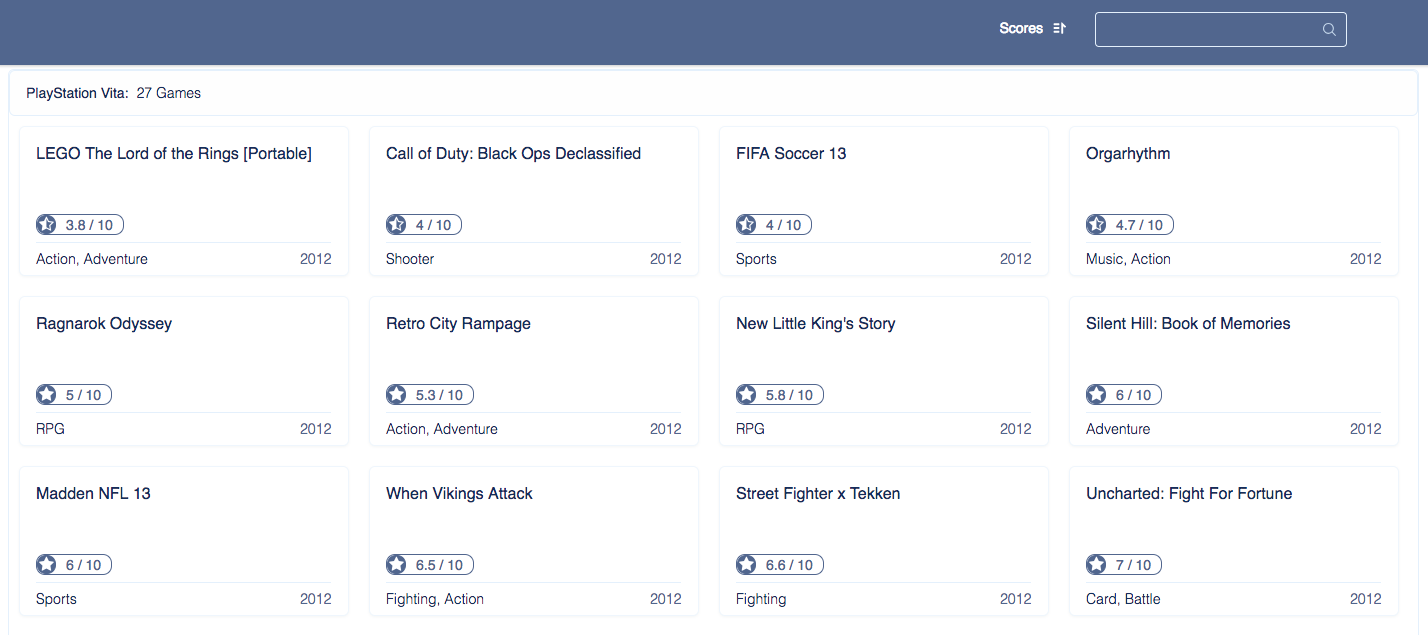 Scores
PlayStation Vita: 27 Games
LEGO The Lord of the Rings [Portable]
3.8 / 10
Action, Adventure 2012
Call of Duty: Black Ops Declassified
4 / 10
Shooter 2012
FIFA Soccer 13
4 / 10
Sports 2012
Orgarhythm
4.7 / 10
Music, Action 2012
Ragnarok Odyssey
5 / 10
RPG 2012
Retro City Rampage
5.3 / 10
Action, Adventure 2012
New Little King's Story
5.8 / 10
RPG 2012
Silent Hill: Book of Memories
6 / 10
Adventure 2012
Madden NFL 13
6 / 10
Sports 2012
When Vikings Attack
6.5 / 10
Fighting, Action 2012
Street Fighter x Tekken
6.6 / 10
Fighting 2012
Uncharted: Fight For Fortune
7 / 10
Card, Battle 2012